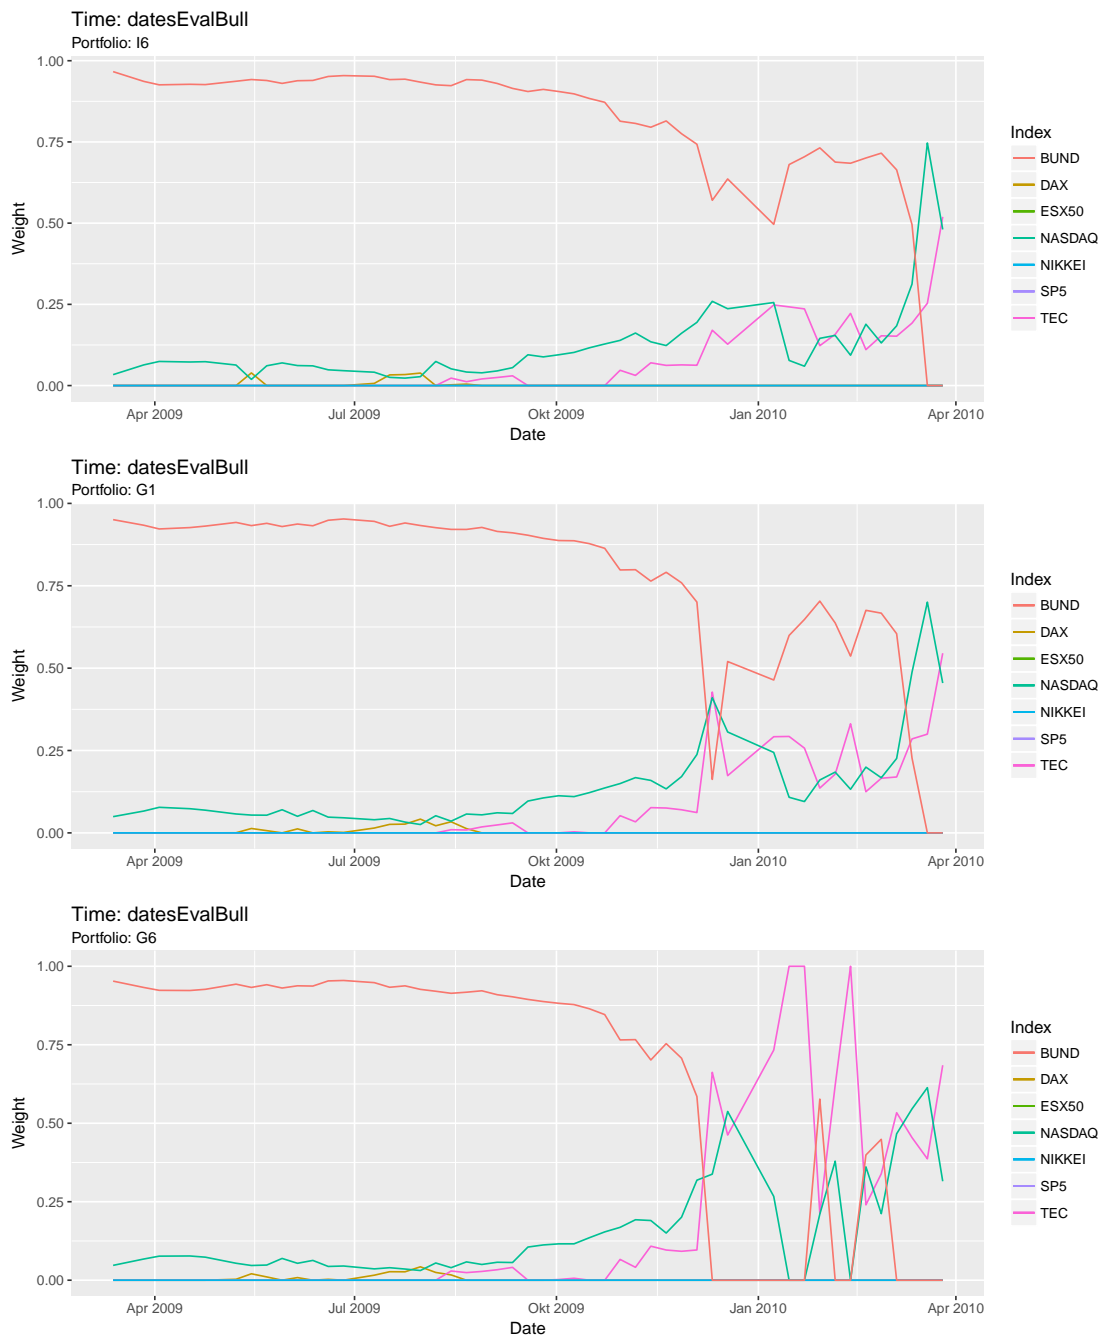 Time: datesEvalBull
Portfolio: I6
1.00
0.75
0.50
0.25
0.00
Weight
Apr 2009 Jul 2009 Okt 2009 Jan 2010 Apr 2010
Date
Index
BUND
DAX
ESX50
NASDAQ
NIKKEI
SP5
TEC
Time: datesEvalBull
Portfolio: G1
1.00
0.75
0.50
0.25
0.00
Weight
Apr 2009 Jul 2009 Okt 2009 Jan 2010 Apr 2010
Date
Index
BUND
DAX
ESX50
NASDAQ
NIKKEI
SP5
TEC
Time: datesEvalBull
Portfolio: G6
1.00
0.75
0.50
0.25
0.00
Weight
Apr 2009 Jul 2009 Okt 2009 Jan 2010 Apr 2010
Date
Index
BUND
DAX
ESX50
NASDAQ
NIKKEI
SP5
TEC